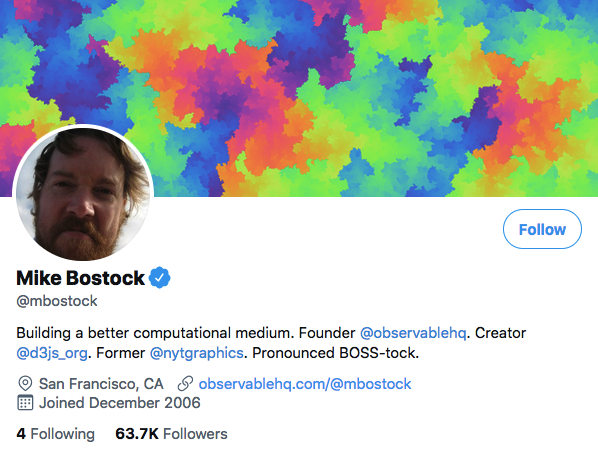 Follow
Mike Bostock
@mbostock
Building a better computational medium. Founder @observablehq. Creator
@d3js_org. Former @nytgraphics. Pronounced BOSS-tock.
San Francisco, CA observablehq.com/@mbostock
Joined December 2006
4 Following 63.7K Followers